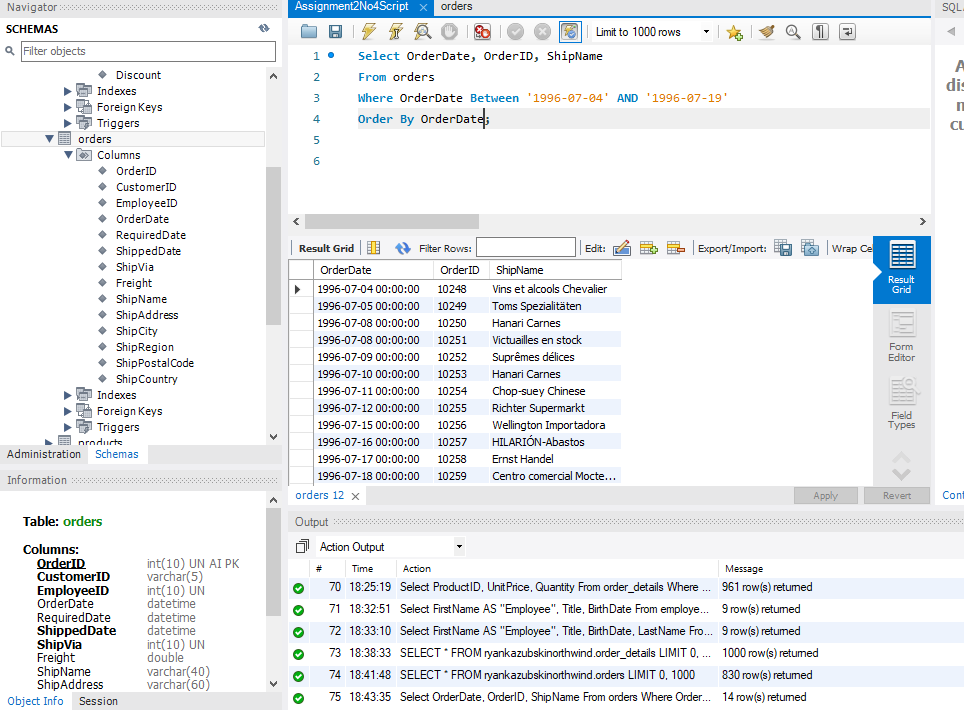 Navigator
SCHEMAS
Filter objects
Discount
Indexes
Foreign Keys
Triggers
orders
Columns
OrderID
CustomerID
EmployeeID
OrderDate
RequiredDate
ShippedDate
ShipVia
Freight
ShipName
ShipAddress
ShipCity
ShipRegion
ShipPostalCode
ShipCountry
Indexes
Foreign Keys
Triggers
products
Administration Schemas
Information
Table: orders
Columns:
OrderID int(10) UN AI PK
CustomerID varchar(5)
EmployeeID int(10) UN
OrderDate datetime
RequiredDate datetime
ShippedDate datetime
ShipVia int(10) UN
Freight double
ShipName varchar(40)
ShipAddress varchar(60)
Object Info Session
Assignment2No4Script orders
Limit to 1000 rows
1 Select OrderDate, OrderID, ShipName
2 From orders
3 Where OrderDate Between '1996-07-04' AND '1996-07-19'
4 Order By OrderDate;
5
6
Result Grid Filter Rows: Edit: Export/Import: Wrap Ce
OrderDate OrderID ShipName
1996-07-04 00:00:00 10248 Vins et alcools Chevalier
1996-07-05 00:00:00 10249 Toms Spezialitäten
1996-07-08 00:00:00 10250 Hanari Carnes
1996-07-08 00:00:00 10251 Victuailles en stock
1996-07-09 00:00:00 10252 Suprêmes délices
1996-07-10 00:00:00 10253 Hanari Carnes
1996-07-11 00:00:00 10254 Chop-suey Chinese
1996-07-12 00:00:00 10255 Richter Supermarkt
1996-07-15 00:00:00 10256 Wellington Importadora
1996-07-16 00:00:00 10257 HILARIÓN-Abastos
1996-07-17 00:00:00 10258 Ernst Handel
1996-07-18 00:00:00 10259 Centro comercial Mocte...
Result
Grid
Form
Editor
Field
Types
orders 12
Apply Revert
Output
Action Output
# Time Action Message
70 18:25:19 Select ProductID, UnitPrice, Quantity From order_details Where ... 961 row(s) returned
71 18:32:51 Select FirstName AS "Employee", Title, BirthDate From employe... 9 row(s) returned
72 18:33:10 Select FirstName AS "Employee", Title, BirthDate, LastName Fro... 9 row(s) returned
73 18:38:33 SELECT * FROM ryankazubskinorthwind.order_details LIMIT 0, ... 1000 row(s) returned
74 18:41:48 SELECT * FROM ryankazubskinorthwind.orders LIMIT 0, 1000 830 row(s) returned
75 18:43:35 Select OrderDate, OrderID, ShipName From orders Where Order... 14 row(s) returned
SQL
A
dis
n
cu
Cont